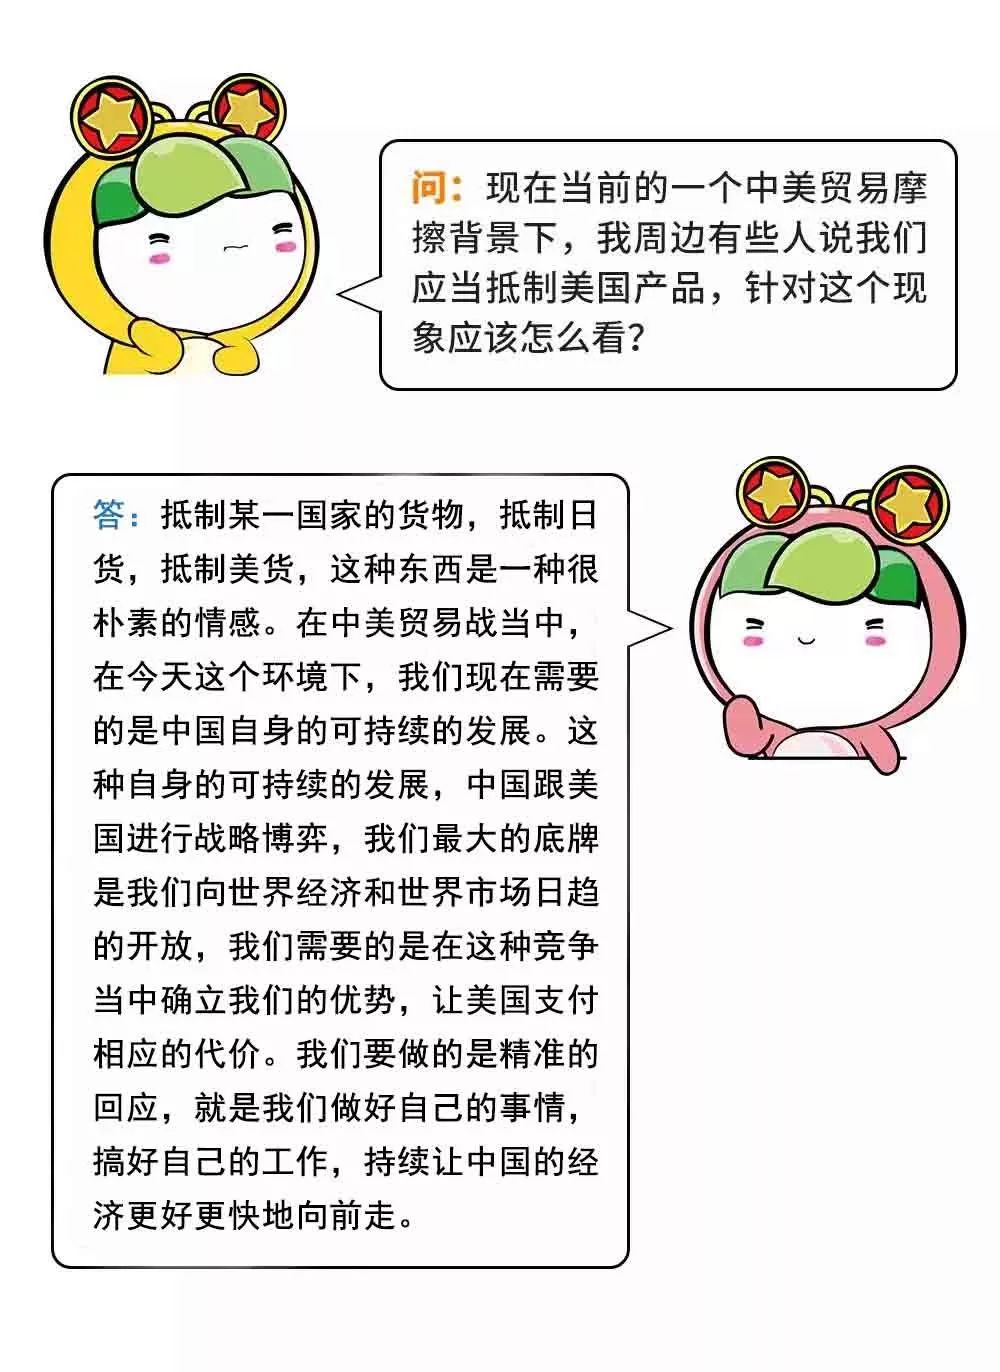 问：现在当前的一个中美贸易摩
擦背景下，我周边有些人说我们
应当抵制美国产品，针对这个现
象应该怎么看？
答：抵制某一国家的货物，抵制日
货，抵制美货，这种东西是一种很
朴素的情感。在中美贸易战当中，
在今天这个环境下，我们现在需要
的是中国自身的可持续的发展。这
种自身的可持续的发展，中国跟美
国进行战略博弈，我们最大的底牌
是我们向世界经济和世界市场日趋
的开放，我们需要的是在这种竞争
当中确立我们的优势，让美国支付
相应的代价。我们要做的是精准的
回应，就是我们做好自己的事情，
搞好自己的工作，持续让中国的经
济更好更快地向前走。